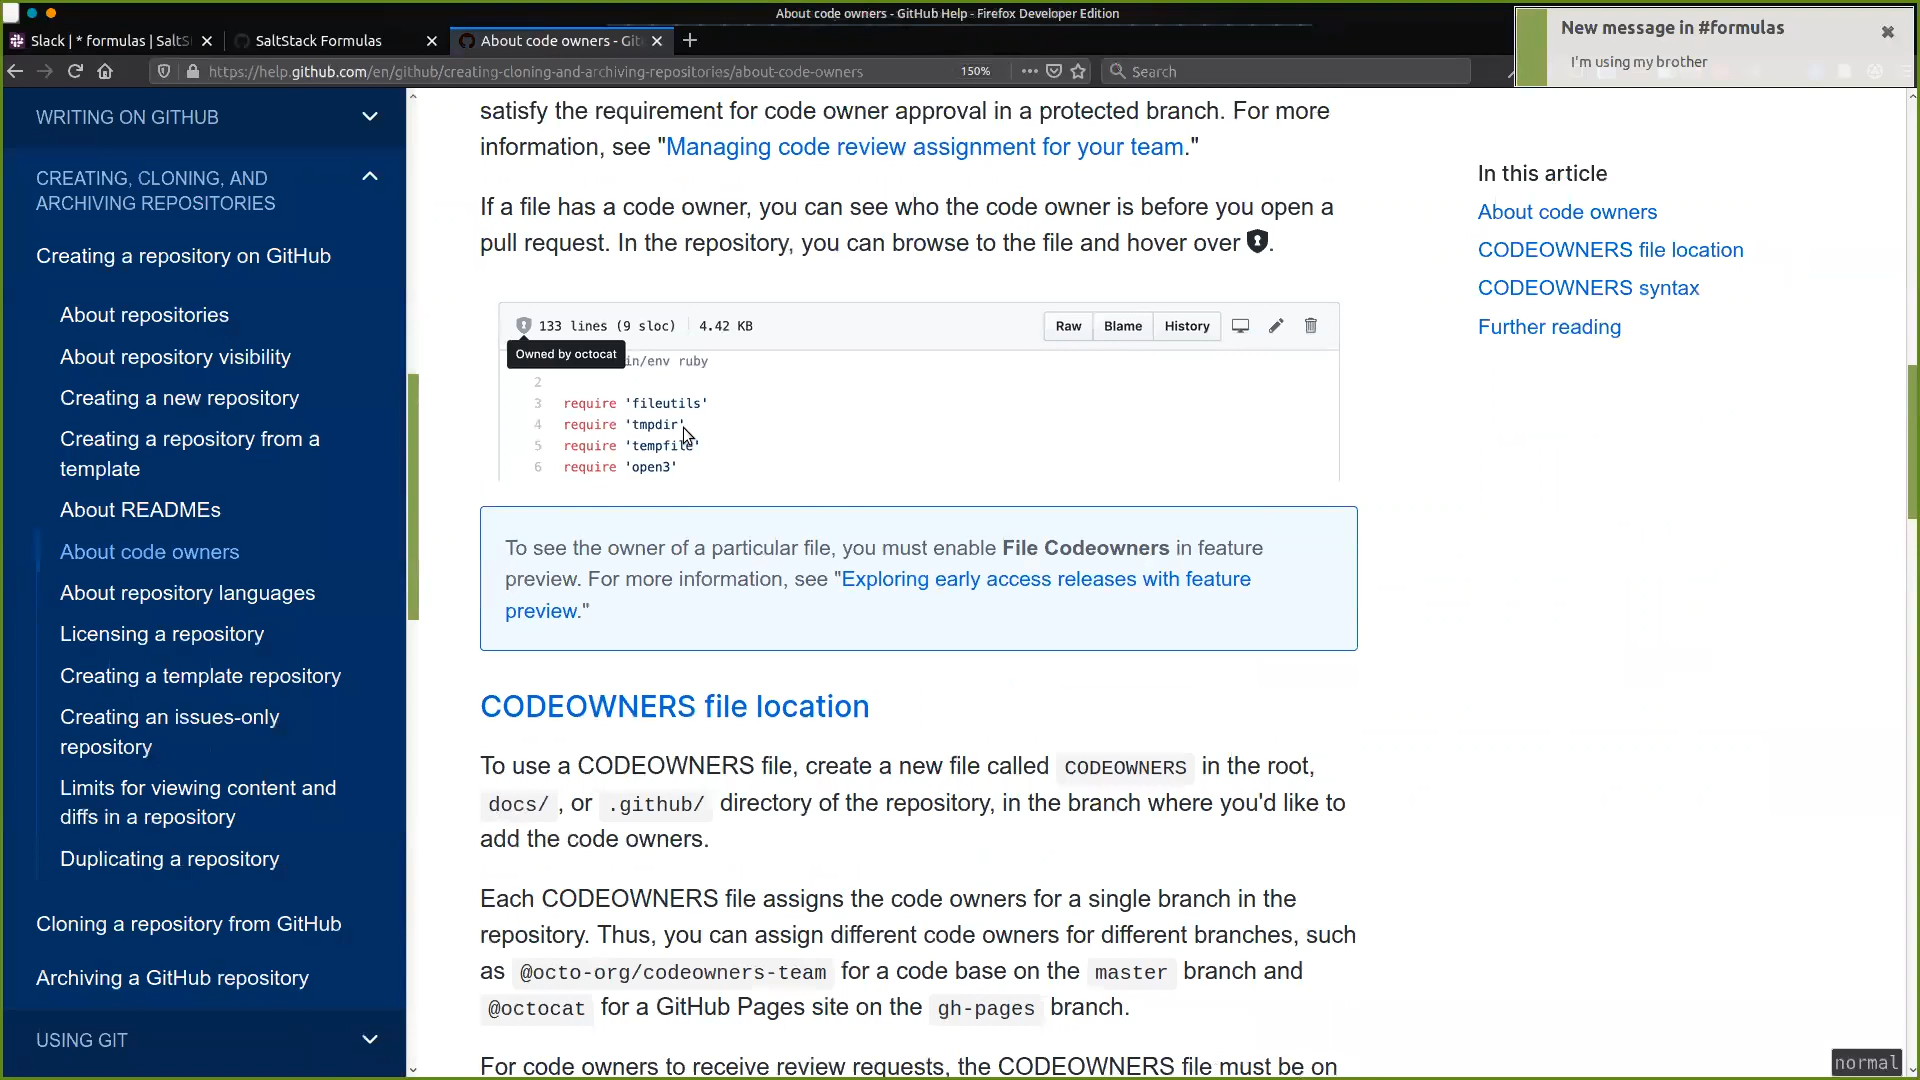 About code owners - GitHub Help - Firefox Developer Edition
Slack | * formulas | SaltS
SaltStack Formulas
About code owners - Git
New message in #formulas
I'm using my brother
https://help.github.com/en/github/creating-cloning-and-archiving-repositories/about-code-owners
150%
Search
WRITING ON GITHUB
CREATING, CLONING, AND
ARCHIVING REPOSITORIES
Creating a repository on GitHub
About repositories
About repository visibility
Creating a new repository
Creating a repository from a
template
About READMEs
About code owners
About repository languages
Licensing a repository
Creating a template repository
Creating an issues-only
repository
Limits for viewing content and
diffs in a repository
Duplicating a repository
Cloning a repository from GitHub
Archiving a GitHub repository
USING GIT
satisfy the requirement for code owner approval in a protected branch. For more
information, see "Managing code review assignment for your team."
If a file has a code owner, you can see who the code owner is before you open a
pull request. In the repository, you can browse to the file and hover over .
133 lines (9 sloc) 4.42 KB
Raw Blame History
Owned by octocat
in/env ruby
2
3 require 'fileutils'
4 require 'tmpdir'
5 require 'tempfile'
6 require 'open3'
To see the owner of a particular file, you must enable File Codeowners in feature
preview. For more information, see "Exploring early access releases with feature
preview."
CODEOWNERS file location
To use a CODEOWNERS file, create a new file called CODEOWNERS in the root,
docs/ , or .github/ directory of the repository, in the branch where you'd like to
add the code owners.
Each CODEOWNERS file assigns the code owners for a single branch in the
repository. Thus, you can assign different code owners for different branches, such
as @octo-org/codeowners-team for a code base on the master branch and
@octocat for a GitHub Pages site on the gh-pages branch.
For code owners to receive review requests, the CODEOWNERS file must be on
In this article
About code owners
CODEOWNERS file location
CODEOWNERS syntax
Further reading
normal